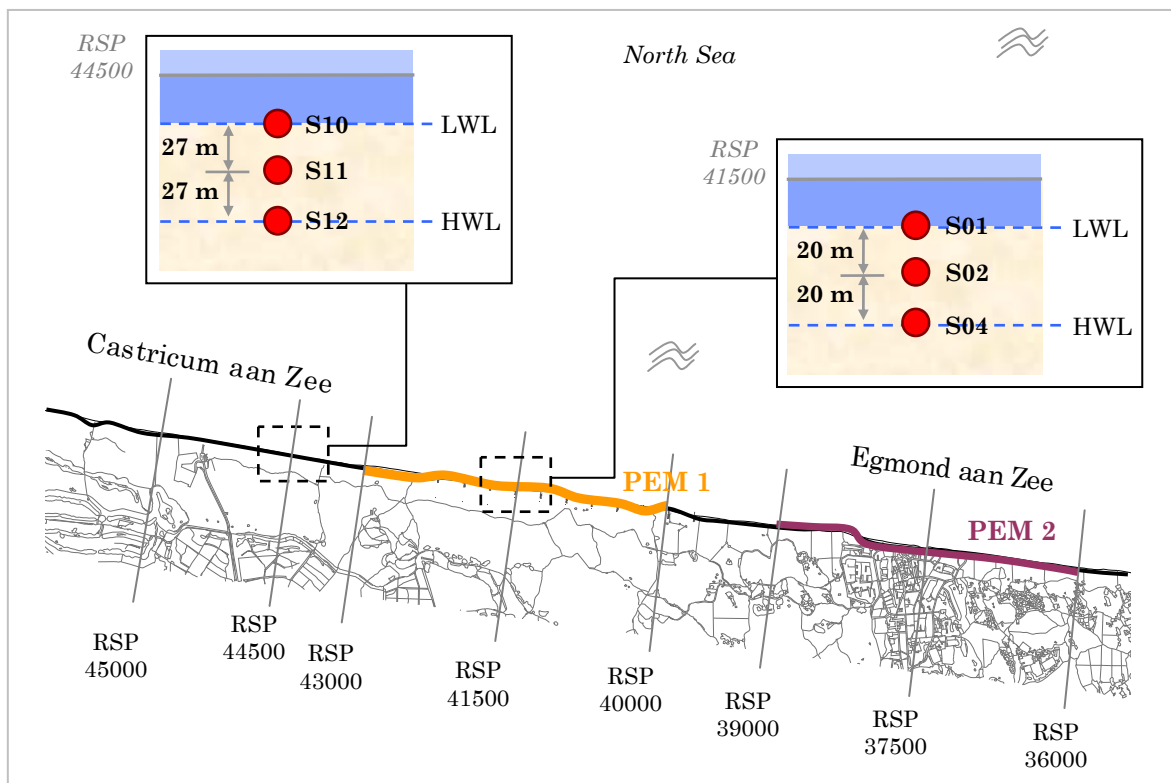 RSP
44500
North Sea
S10
LWL
27 m
S11
27 m
S12
HWL
RSP
41500
S01
LWL
20 m
S02
20 m
S04
HWL
Castricum aan Zee
PEM 1
Egmond aan Zee
PEM 2
RSP
45000
RSP
44500
RSP
43000
RSP
41500
RSP
40000
RSP
39000
RSP
37500
RSP
36000